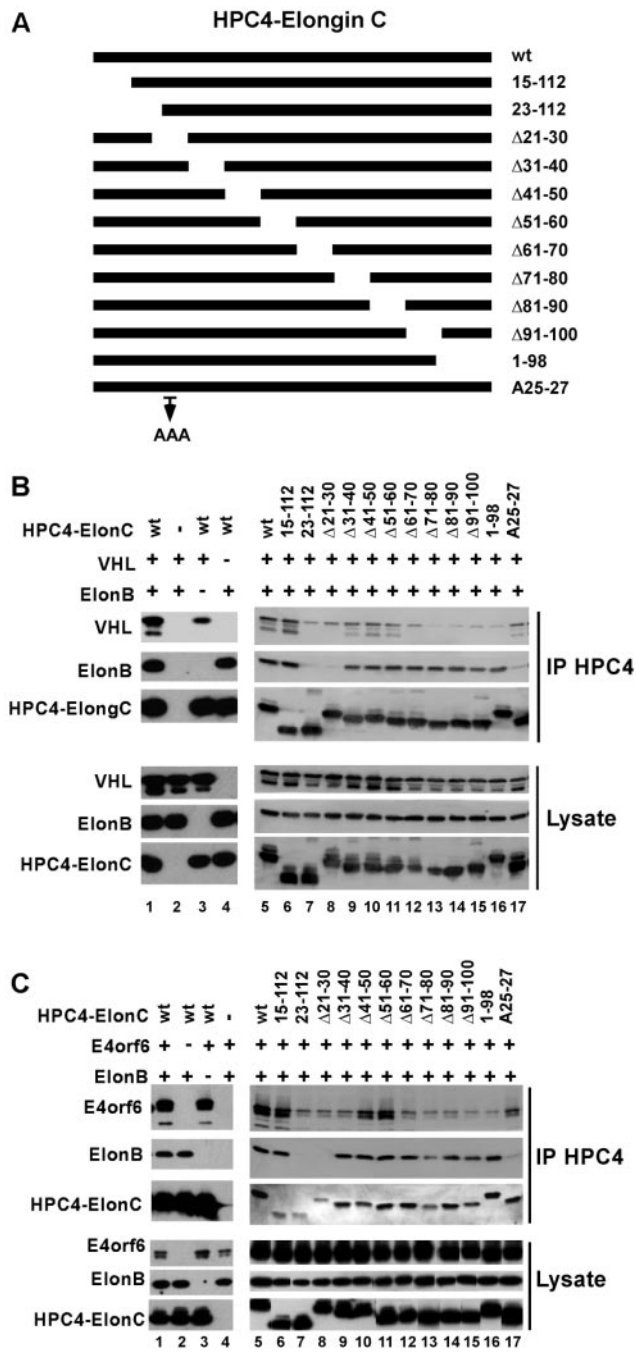 A
HPC4-Elongin C
wt
15-112
23-112
Δ21-30
Δ31-40
Δ41-50
Δ51-60
Δ61-70
Δ71-80
Δ81-90
Δ91-100
1-98
A25-27
AAA
B
HPC4-ElonC wt - wt wt wt 15-112 23-112 Δ21-30 Δ31-40 Δ41-50 Δ51-60 Δ61-70 Δ71-80 Δ81-90 Δ91-100 1-98 A25-27
VHL + + + - + + + + + + + + + + + + +
ElonB + + - + + + + + + + + + + + + + +
VHL
ElonB
HPC4-ElongC
IP HPC4
VHL
ElonB
HPC4-ElonC
Lysate
1 2 3 4 5 6 7 8 9 10 11 12 13 14 15 16 17
C
HPC4-ElonC wt wt wt - wt 15-112 23-112 Δ21-30 Δ31-40 Δ41-50 Δ51-60 Δ61-70 Δ71-80 Δ81-90 Δ91-100 1-98 A25-27
E4orf6 + - + + + + + + + + + + + + + + +
ElonB + + - + + + + + + + + + + + + + +
E4orf6
ElonB
HPC4-ElonC
IP HPC4
E4orf6
ElonB
HPC4-ElonC
Lysate
1 2 3 4 5 6 7 8 9 10 11 12 13 14 15 16 17